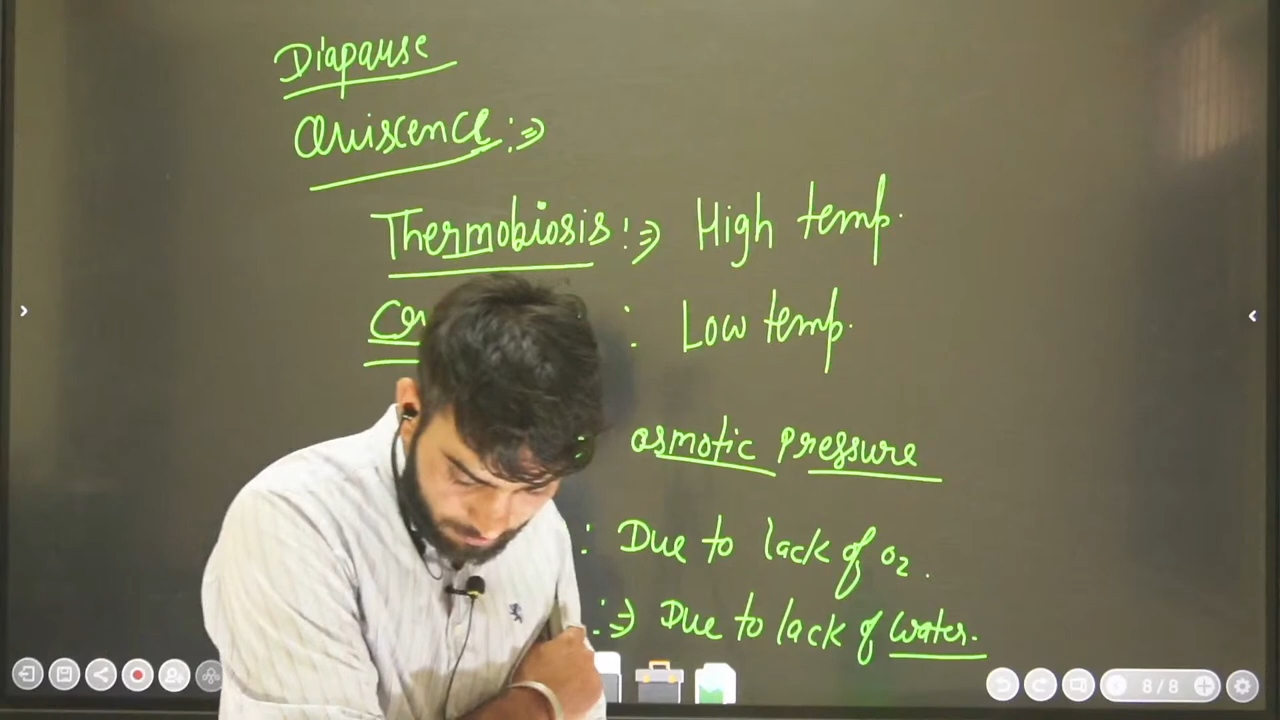 Diapause
Quiscence :⇒
Thermobiosis :⇒ High temp.
: Low temp.
: osmotic Pressure
: Due to lack of O2.
:⇒ Due to lack of water.
8/8